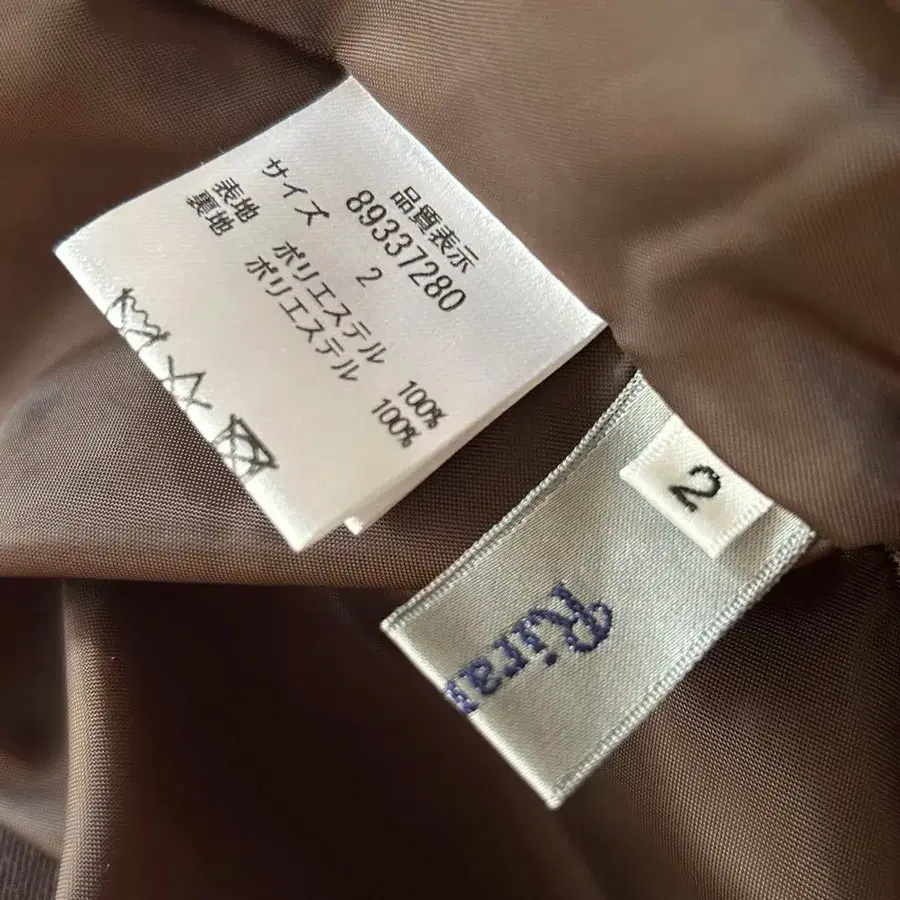 品質表示
89337280
サイズ 2
表地 ポリエステル 100%
裏地 ポリエステル 100%
2